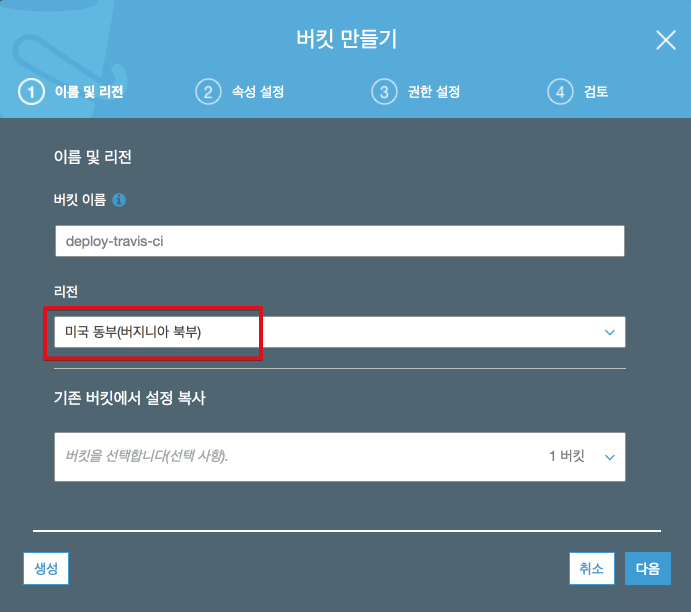 버킷 만들기
1 이름 및 리전
2 속성 설정
3 권한 설정
4 검토
이름 및 리전
버킷 이름 i
deploy-travis-ci
리전
미국 동부(버지니아 북부)
기존 버킷에서 설정 복사
버킷을 선택합니다(선택 사항). 1 버킷
생성 취소 다음